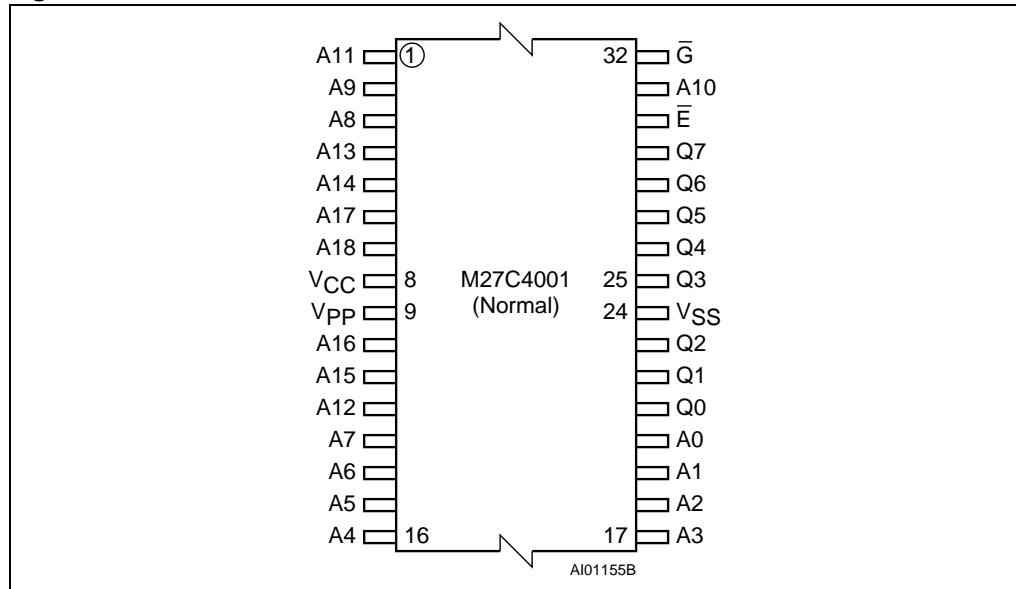 A11 1 32 G̅
A9 A10
A8 E̅
A13 Q7
A14 Q6
A17 Q5
A18 Q4
VCC 8 M27C4001 25 Q3
VPP 9 (Normal) 24 VSS
A16 Q2
A15 Q1
A12 Q0
A7 A0
A6 A1
A5 A2
A4 16 17 A3
AI01155B